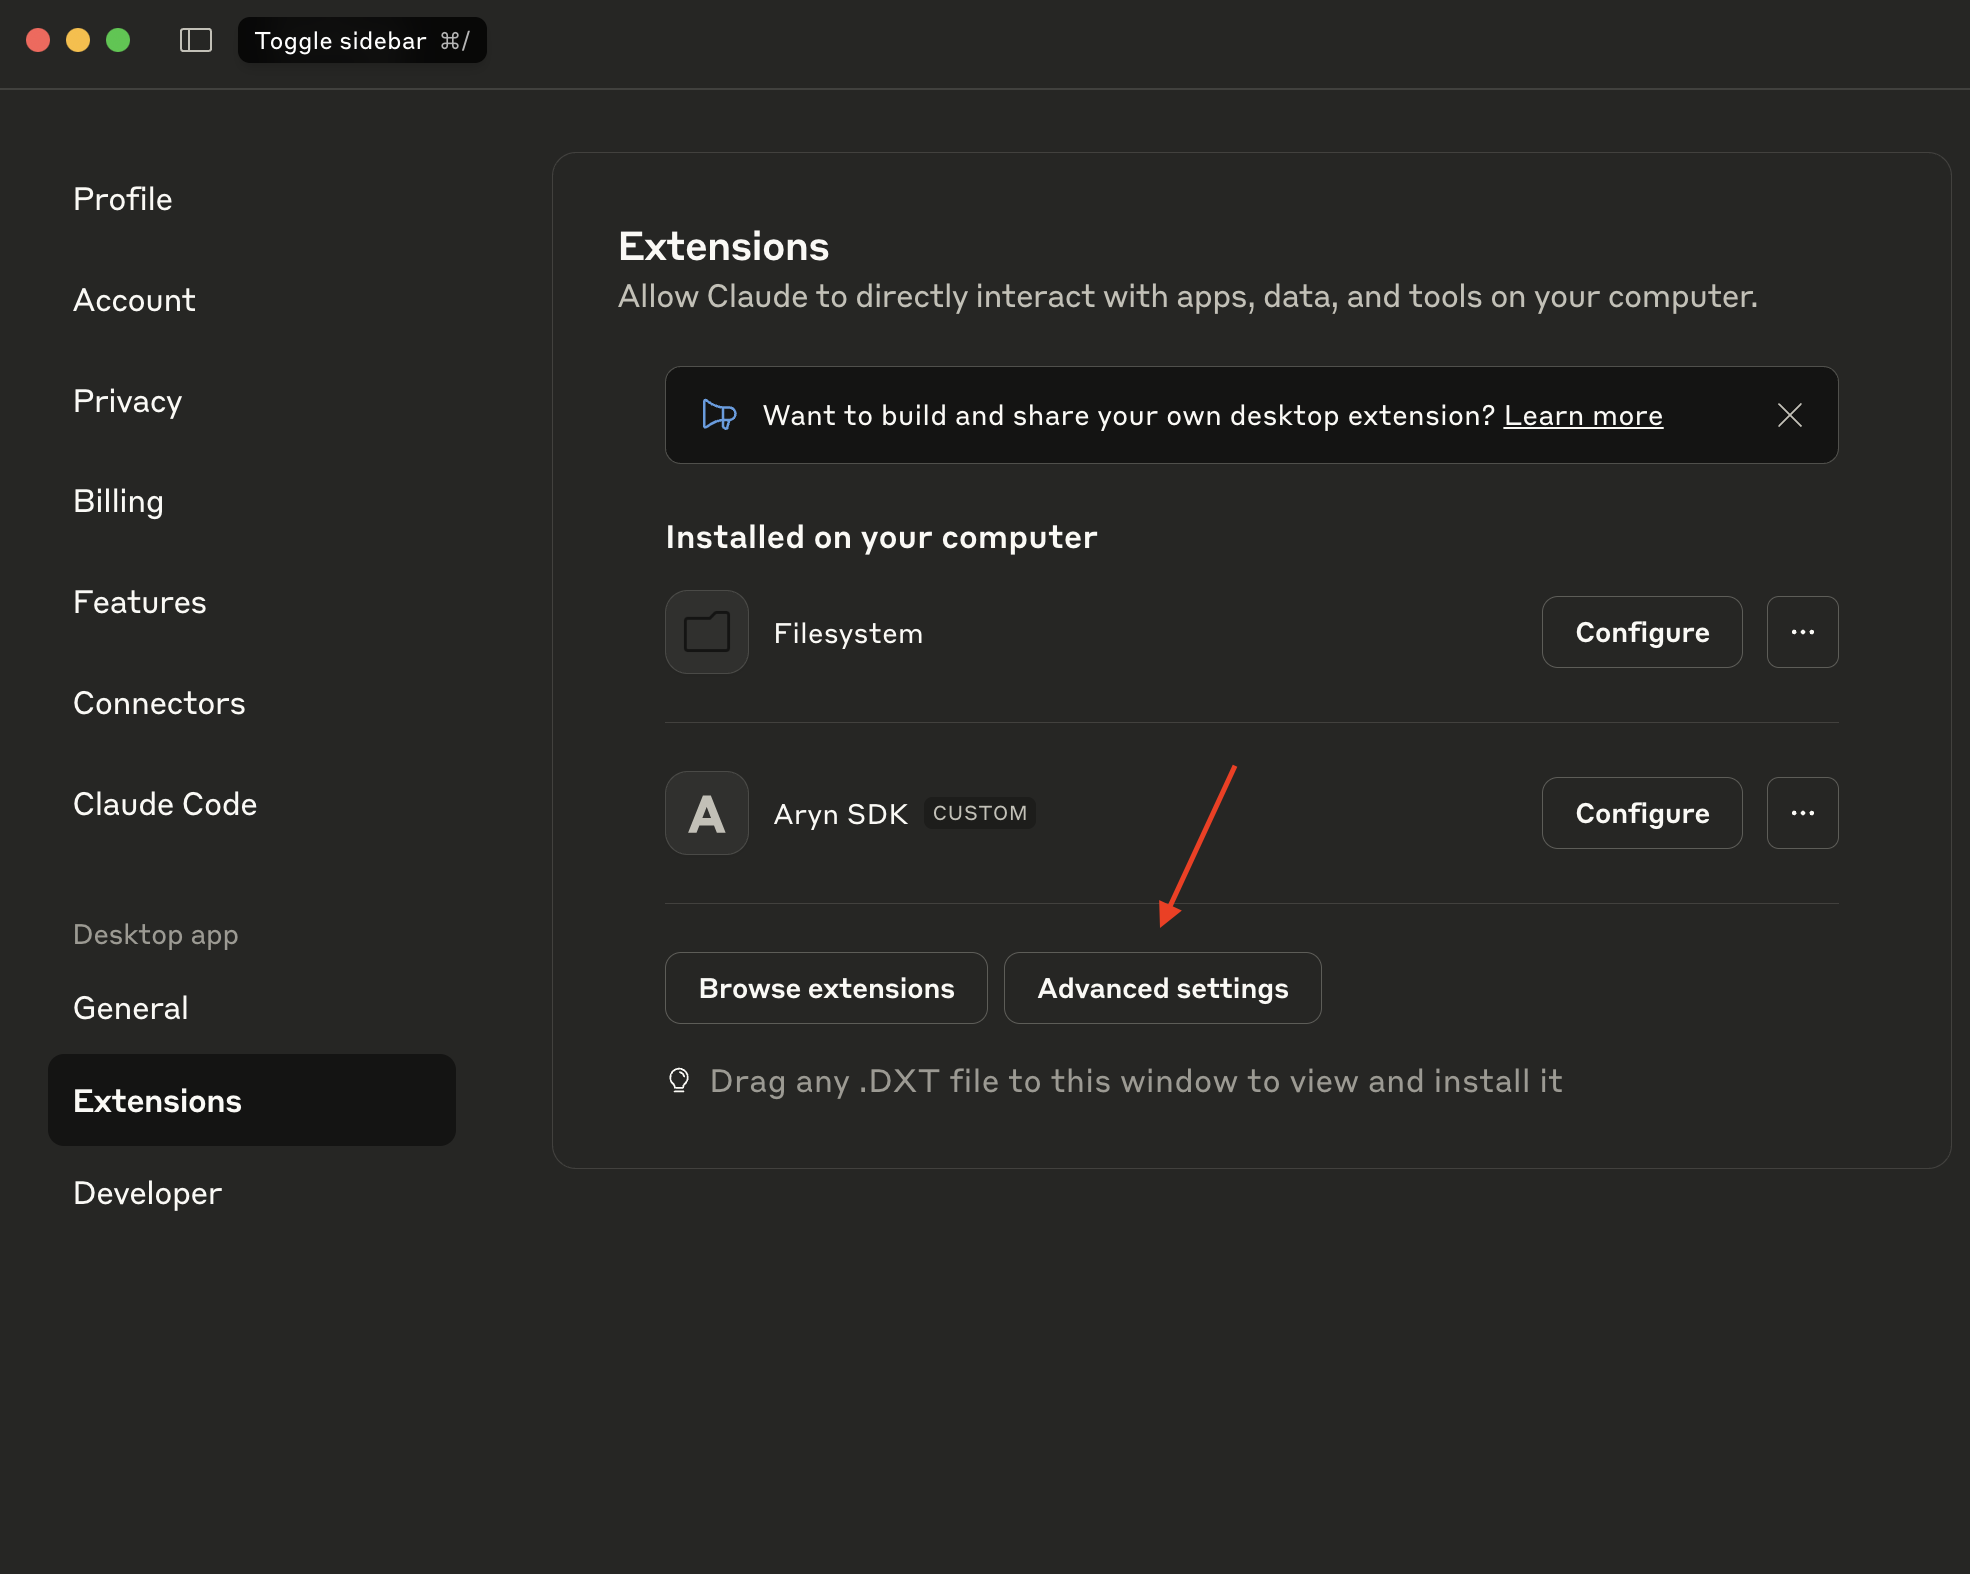 Toggle sidebar ⌘/
Profile
Account
Privacy
Billing
Features
Connectors
Claude Code
Desktop app
General
Extensions
Developer
Extensions
Allow Claude to directly interact with apps, data, and tools on your computer.
Want to build and share your own desktop extension? Learn more
Installed on your computer
Filesystem
Configure
A
Aryn SDK CUSTOM
Configure
Browse extensions
Advanced settings
Drag any .DXT file to this window to view and install it